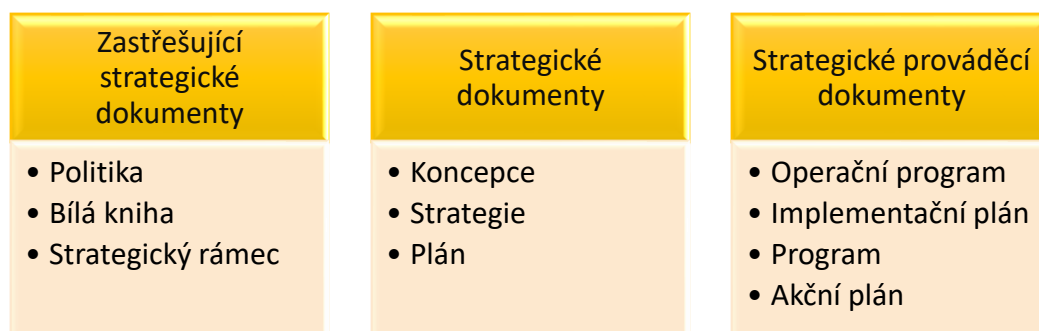 Zastřešující
strategické
dokumenty
• Politika
• Bílá kniha
• Strategický rámec
Strategické
dokumenty
• Koncepce
• Strategie
• Plán
Strategické prováděcí
dokumenty
• Operační program
• Implementační plán
• Program
• Akční plán